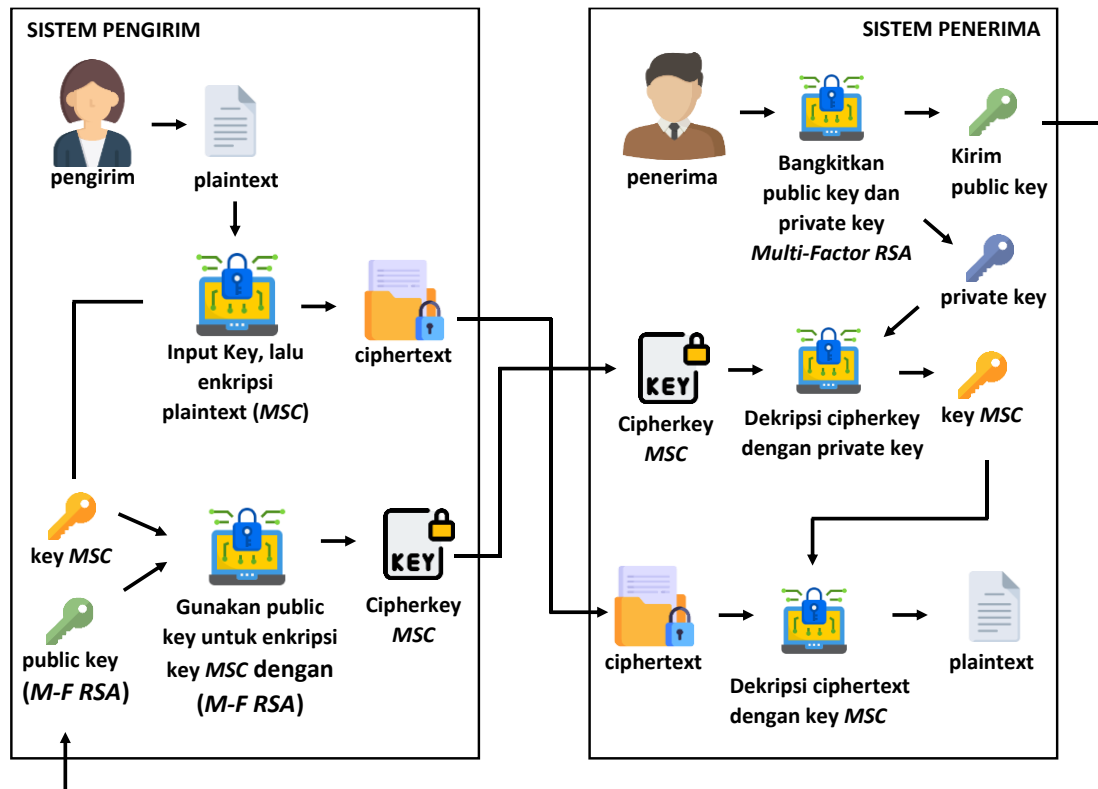 SISTEM PENGIRIM
pengirim
plaintext
Input Key, lalu
enkripsi
plaintext (MSC)
ciphertext
key MSC
public key
(M-F RSA)
Gunakan public
key untuk enkripsi
key MSC dengan
(M-F RSA)
KEY
Cipherkey
MSC
SISTEM PENERIMA
penerima
Bangkitkan
public key dan
private key
Multi-Factor RSA
Kirim
public key
private key
KEY
Cipherkey
MSC
Dekripsi cipherkey
dengan private key
key MSC
ciphertext
Dekripsi ciphertext
dengan key MSC
plaintext